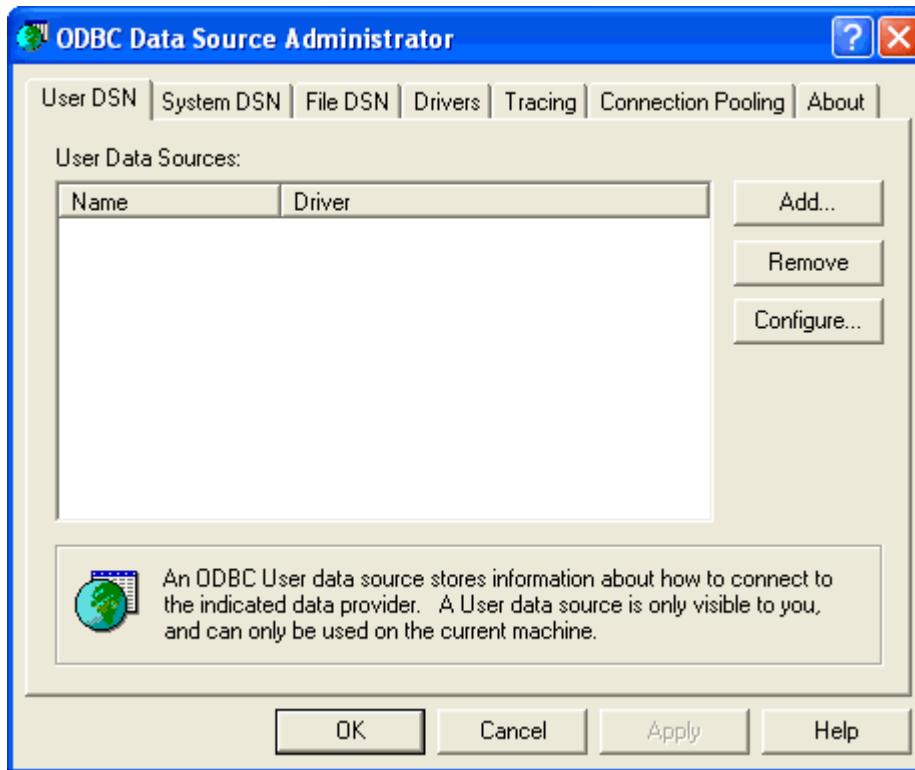 ODBC Data Source Administrator
User DSN
System DSN
File DSN
Drivers
Tracing
Connection Pooling
About
User Data Sources:
Name
Driver
Add...
Remove
Configure...
An ODBC User data source stores information about how to connect to
the indicated data provider. A User data source is only visible to you,
and can only be used on the current machine.
OK
Cancel
Apply
Help